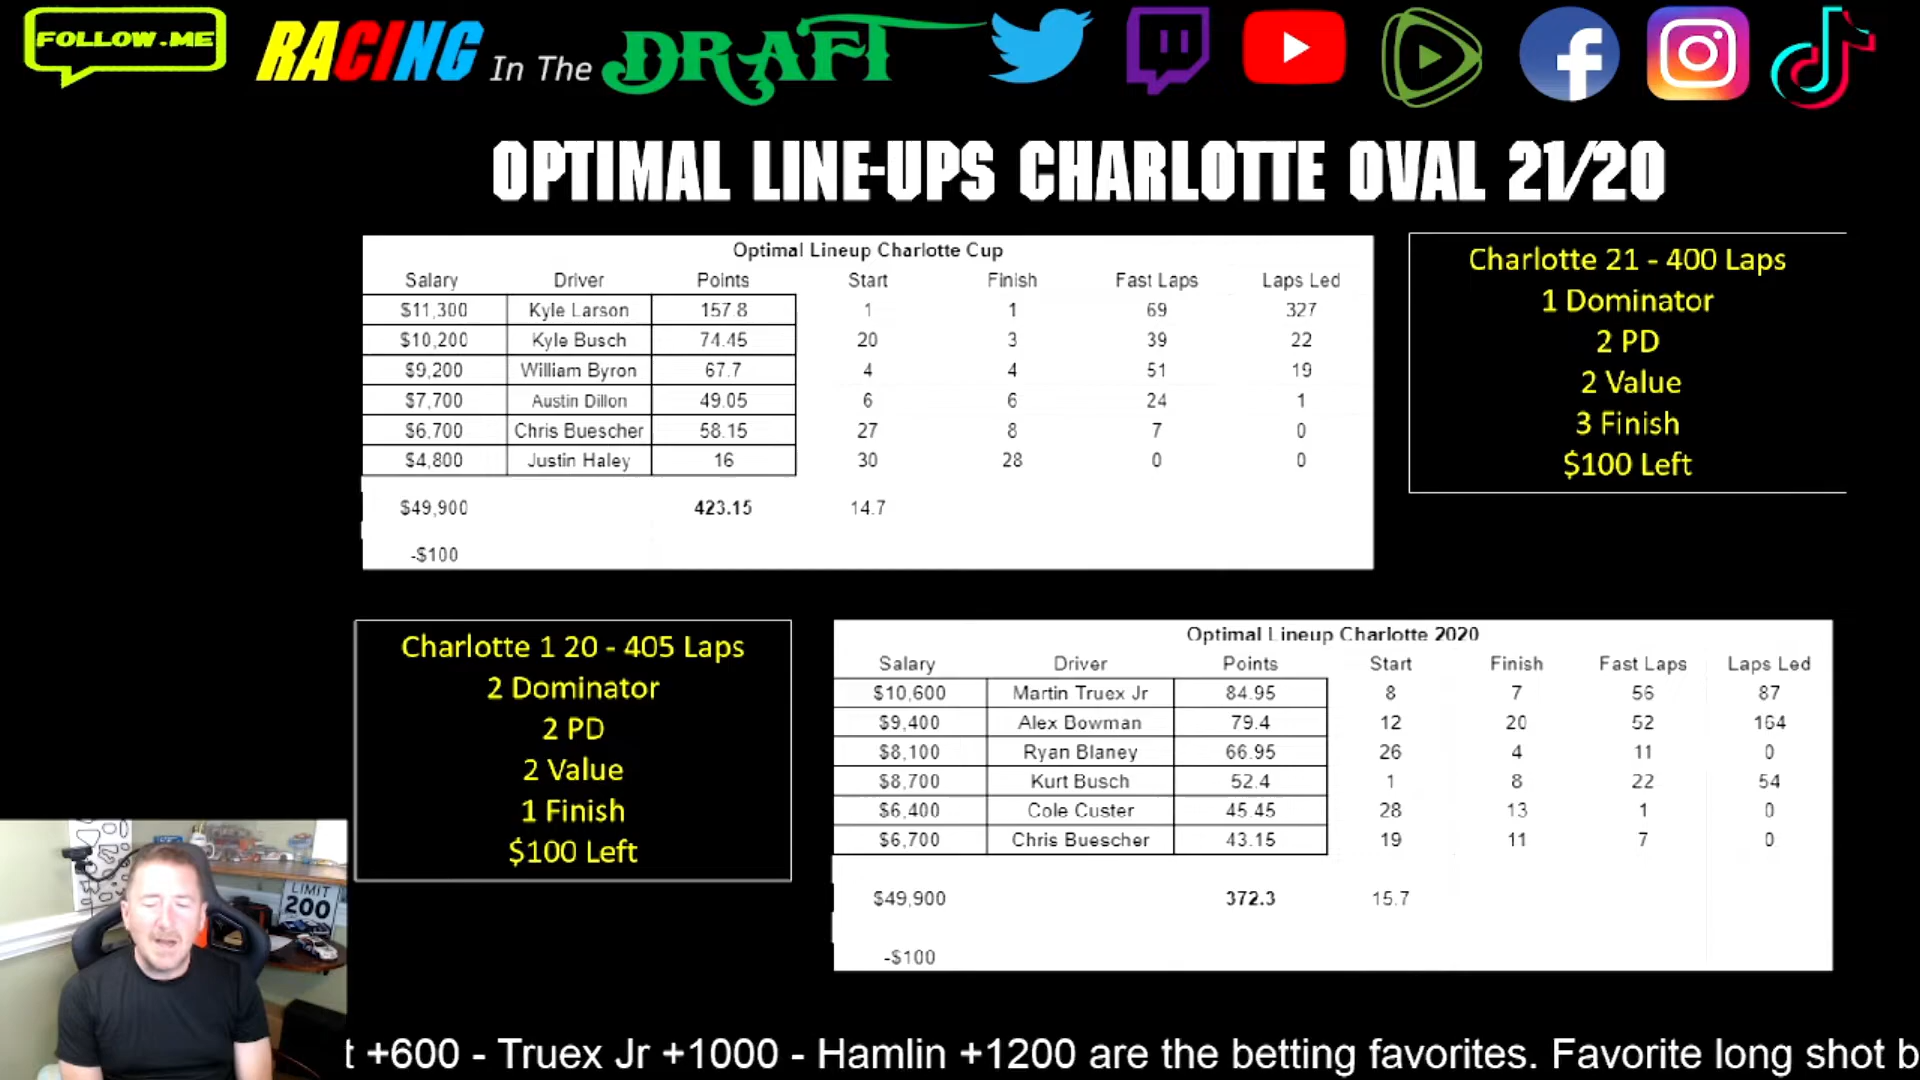 FOLLOW.ME
RACING In The DRAFT
OPTIMAL LINE-UPS CHARLOTTE OVAL 21/20
Optimal Lineup Charlotte Cup
Salary Driver Points Start Finish Fast Laps Laps Led
$11,300 Kyle Larson 157.8 1 1 69 327
$10,200 Kyle Busch 74.45 20 3 39 22
$9,200 William Byron 67.7 4 4 51 19
$7,700 Austin Dillon 49.05 6 6 24 1
$6,700 Chris Buescher 58.15 27 8 7 0
$4,800 Justin Haley 16 30 28 0 0
$49,900 423.15 14.7
-$100
Charlotte 21 - 400 Laps
1 Dominator
2 PD
2 Value
3 Finish
$100 Left
Charlotte 1 20 - 405 Laps
2 Dominator
2 PD
2 Value
1 Finish
$100 Left
Optimal Lineup Charlotte 2020
Salary Driver Points Start Finish Fast Laps Laps Led
$10,600 Martin Truex Jr 84.95 8 7 56 87
$9,400 Alex Bowman 79.4 12 20 52 164
$8,100 Ryan Blaney 66.95 26 4 11 0
$8,700 Kurt Busch 52.4 1 8 22 54
$6,400 Cole Custer 45.45 28 13 1 0
$6,700 Chris Buescher 43.15 19 11 7 0
$49,900 372.3 15.7
-$100
LIMIT
200
t +600 - Truex Jr +1000 - Hamlin +1200 are the betting favorites. Favorite long shot b